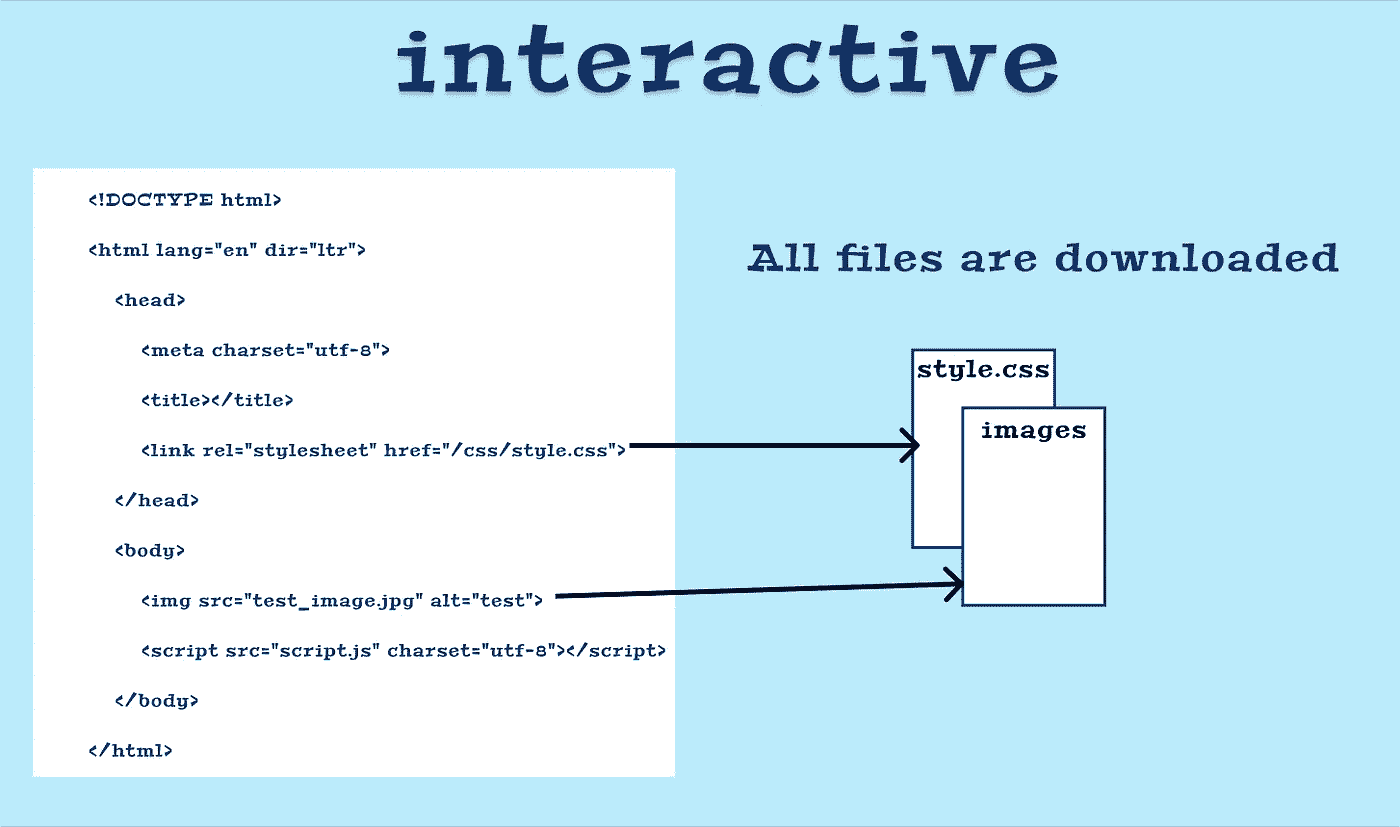 interactive
<!DOCTYPE html>
<html lang="en" dir="ltr">
<head>
<meta charset="utf-8">
<title></title>
<link rel="stylesheet" href="/css/style.css">
</head>
<body>
<img src="test_image.jpg" alt="test">
<script src="script.js" charset="utf-8"></script>
</body>
</html>
All files are downloaded
style.css
images